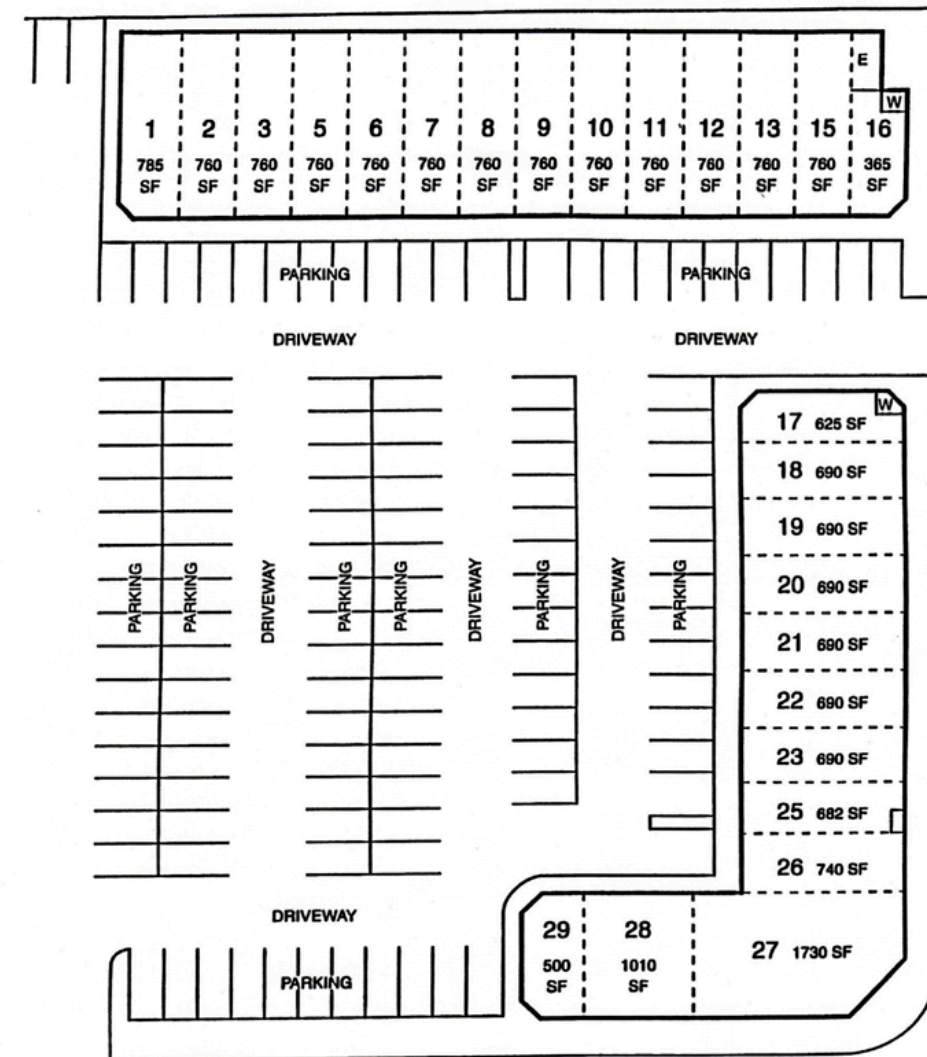 E
W
1 2 3 5 6 7 8 9 10 11 12 13 15 16
785 760 760 760 760 760 760 760 760 760 760 760 760 365
SF SF SF SF SF SF SF SF SF SF SF SF SF SF
PARKING PARKING
DRIVEWAY DRIVEWAY
W
17 625 SF
18 690 SF
19 690 SF
20 690 SF
21 690 SF
22 690 SF
23 690 SF
25 682 SF
26 740 SF
PARKING
PARKING
DRIVEWAY
PARKING
PARKING
DRIVEWAY
PARKING
DRIVEWAY
PARKING
DRIVEWAY
PARKING
29
500
SF
28
1010
SF
27 1730 SF